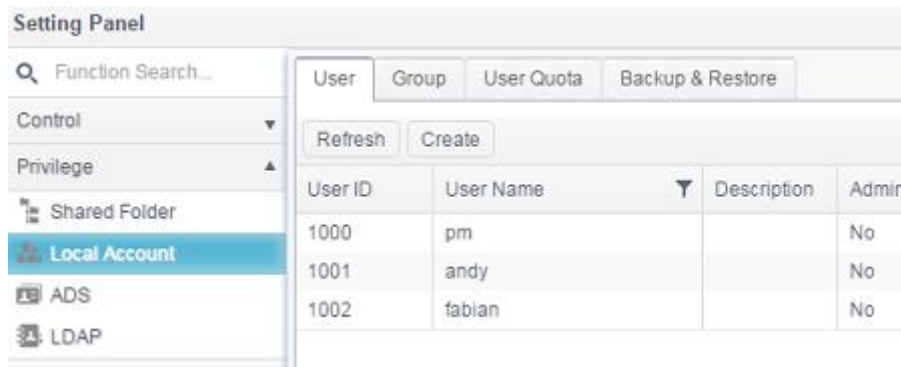 Setting Panel
Function Search...
Control
Privilege
Shared Folder
Local Account
ADS
LDAP
User Group User Quota Backup & Restore
Refresh Create
User ID User Name Description Admin
1000 pm No
1001 andy No
1002 fabian No